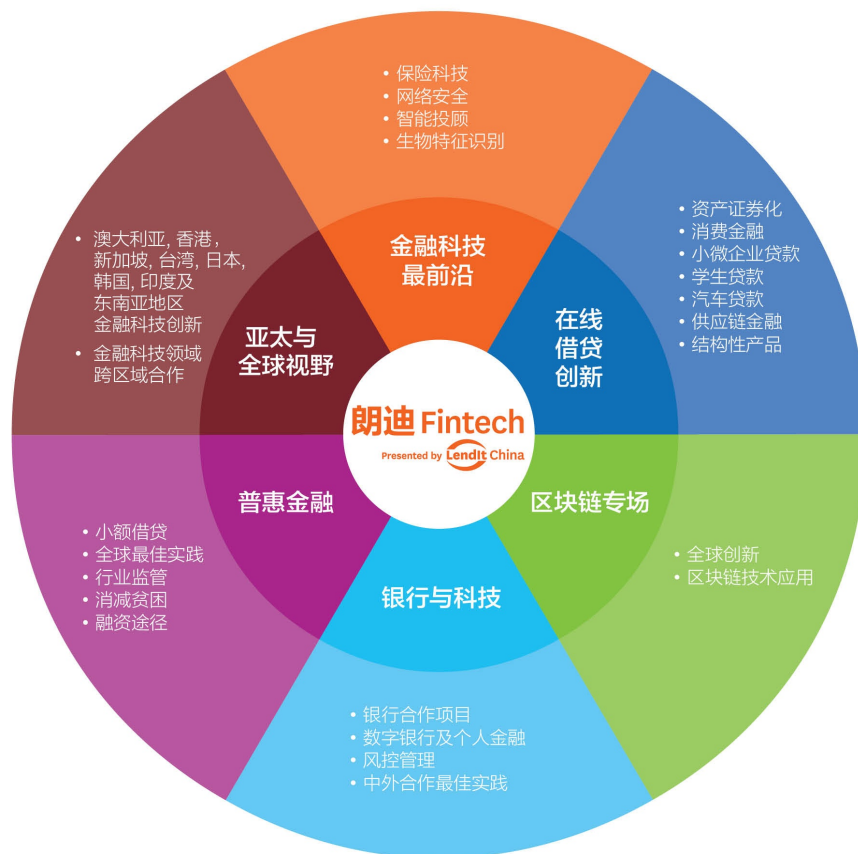 • 保险科技
• 网络安全
• 智能投顾
• 生物特征识别
金融科技
最前沿
• 资产证券化
• 消费金融
• 小微企业贷款
• 学生贷款
• 汽车贷款
• 供应链金融
• 结构性产品
在线
借贷
创新
• 全球创新
• 区块链技术应用
区块链专场
• 银行合作项目
• 数字银行及个人金融
• 风控管理
• 中外合作最佳实践
银行与科技
• 小额借贷
• 全球最佳实践
• 行业监管
• 消减贫困
• 融资途径
普惠金融
• 澳大利亚, 香港,
新加坡, 台湾, 日本,
韩国, 印度及
东南亚地区
金融科技创新
• 金融科技领域
跨区域合作
亚太与
全球视野
朗迪 Fintech
Presented by LendIt China